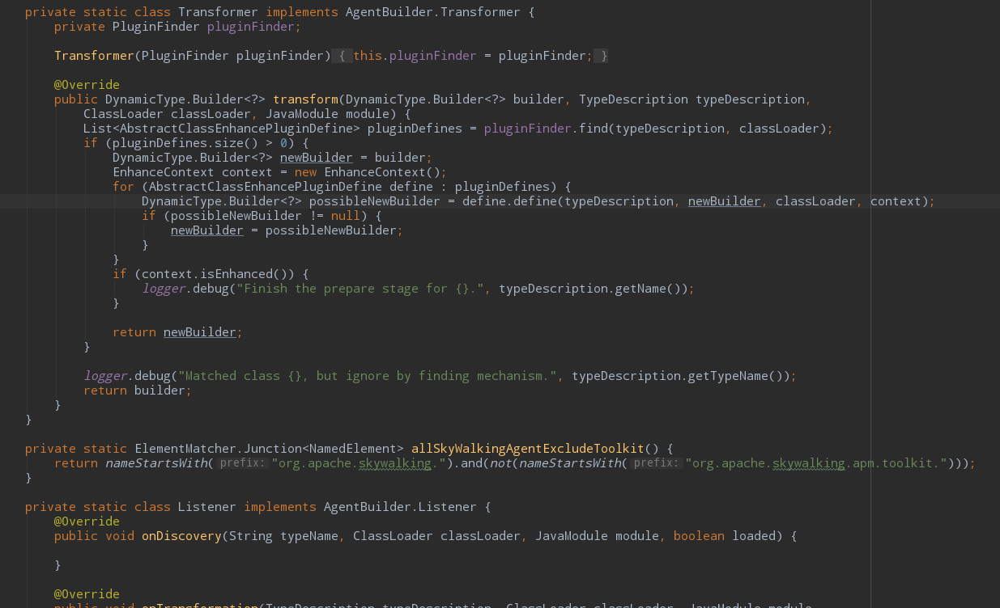 private static class Transformer implements AgentBuilder.Transformer {
    private PluginFinder pluginFinder;

    Transformer(PluginFinder pluginFinder) { this.pluginFinder = pluginFinder; }

    @Override
    public DynamicType.Builder<?> transform(DynamicType.Builder<?> builder, TypeDescription typeDescription,
           ClassLoader classLoader, JavaModule module) {
        List<AbstractClassEnhancePluginDefine> pluginDefines = pluginFinder.find(typeDescription, classLoader);
        if (pluginDefines.size() > 0) {
            DynamicType.Builder<?> newBuilder = builder;
            EnhanceContext context = new EnhanceContext();
            for (AbstractClassEnhancePluginDefine define : pluginDefines) {
                DynamicType.Builder<?> possibleNewBuilder = define.define(typeDescription, newBuilder, classLoader, context);
                if (possibleNewBuilder != null) {
                    newBuilder = possibleNewBuilder;
                }
            }
            if (context.isEnhanced()) {
                logger.debug("Finish the prepare stage for {}.", typeDescription.getName());
            }

            return newBuilder;
        }

        logger.debug("Matched class {}, but ignore by finding mechanism.", typeDescription.getTypeName());
        return builder;
    }
}

private static ElementMatcher.Junction<NamedElement> allSkyWalkingAgentExcludeToolkit() {
    return nameStartsWith( prefix: "org.apache.skywalking.").and(not(nameStartsWith( prefix: "org.apache.skywalking.apm.toolkit.")));
}

private static class Listener implements AgentBuilder.Listener {
    @Override
    public void onDiscovery(String typeName, ClassLoader classLoader, JavaModule module, boolean loaded) {

    }

    @Override
    public void onTransformation(TypeDescription typeDescription, ClassLoader classLoader, JavaModule module,